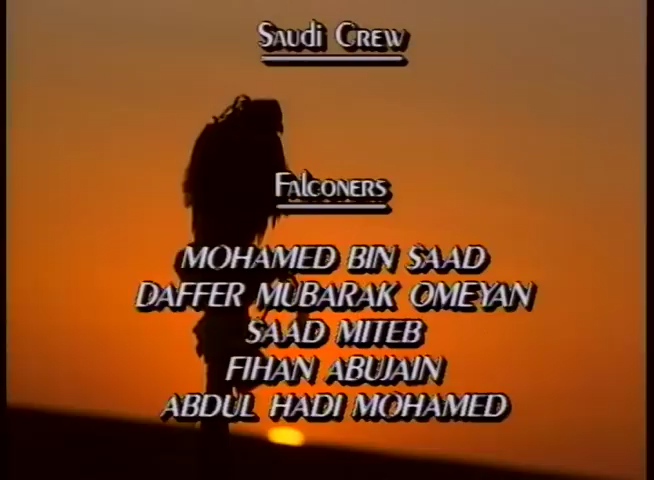 Saudi Crew
Falconers
MOHAMED BIN SAAD
DAFFER MUBARAK OMEYAN
SAAD MITEB
FIHAN ABUJAIN
ABDUL HADI MOHAMED